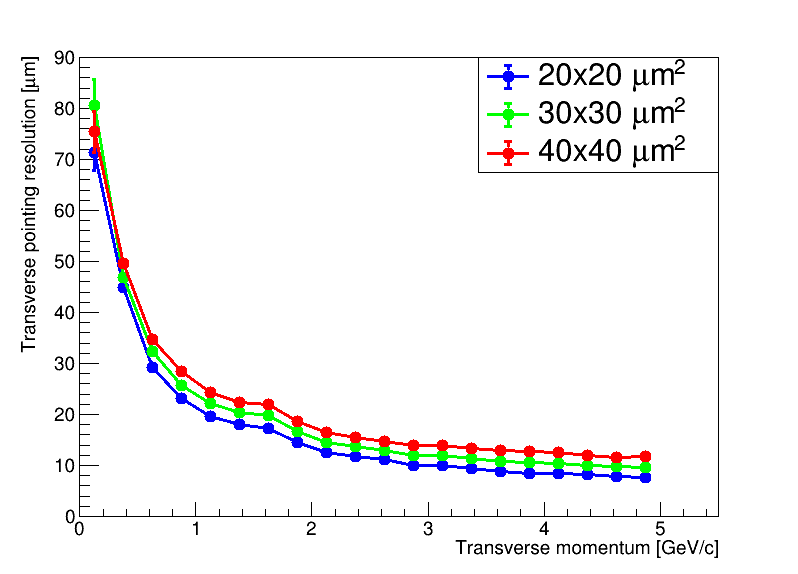 Transverse pointing resolution [μm]
90
80
70
60
50
40
30
20
10
0
20x20 μm²
30x30 μm²
40x40 μm²
0 1 2 3 4 5
Transverse momentum [GeV/c]